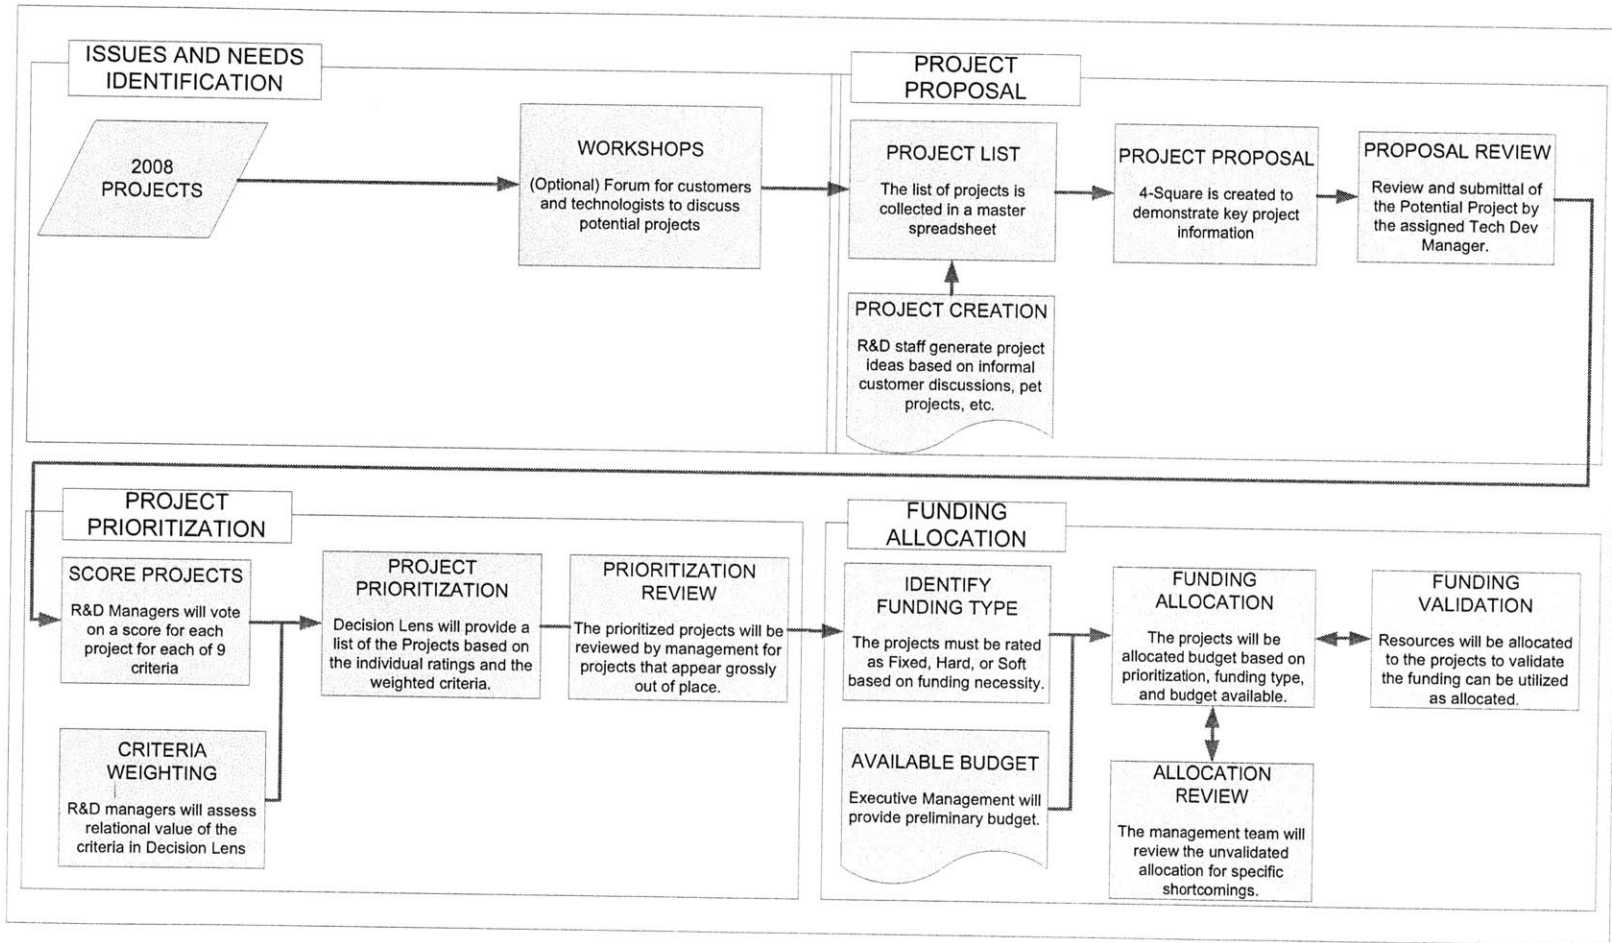 ISSUES AND NEEDS
IDENTIFICATION
2008
PROJECTS
WORKSHOPS
(Optional) Forum for customers
and technologists to discuss
potential projects
PROJECT
PROPOSAL
PROJECT LIST
The list of projects is
collected in a master
spreadsheet
PROJECT PROPOSAL
4-Square is created to
demonstrate key project
information
PROPOSAL REVIEW
Review and submittal of
the Potential Project by
the assigned Tech Dev
Manager.
PROJECT CREATION
R&D staff generate project
ideas based on informal
customer discussions, pet
projects, etc.
PROJECT
PRIORITIZATION
SCORE PROJECTS
R&D Managers will vote
on a score for each
project for each of 9
criteria
PROJECT
PRIORITIZATION
Decision Lens will provide a
list of the Projects based on
the individual ratings and the
weighted criteria.
PRIORITIZATION
REVIEW
The prioritized projects will be
reviewed by management for
projects that appear grossly
out of place.
CRITERIA
WEIGHTING
R&D managers will assess
relational value of the
criteria in Decision Lens
FUNDING
ALLOCATION
IDENTIFY
FUNDING TYPE
The projects must be rated
as Fixed, Hard, or Soft
based on funding necessity.
AVAILABLE BUDGET
Executive Management will
provide preliminary budget.
FUNDING
ALLOCATION
The projects will be
allocated budget based on
prioritization, funding type,
and budget available.
FUNDING
VALIDATION
Resources will be allocated
to the projects to validate
the funding can be utilized
as allocated.
ALLOCATION
REVIEW
The management team will
review the unvalidated
allocation for specific
shortcomings.